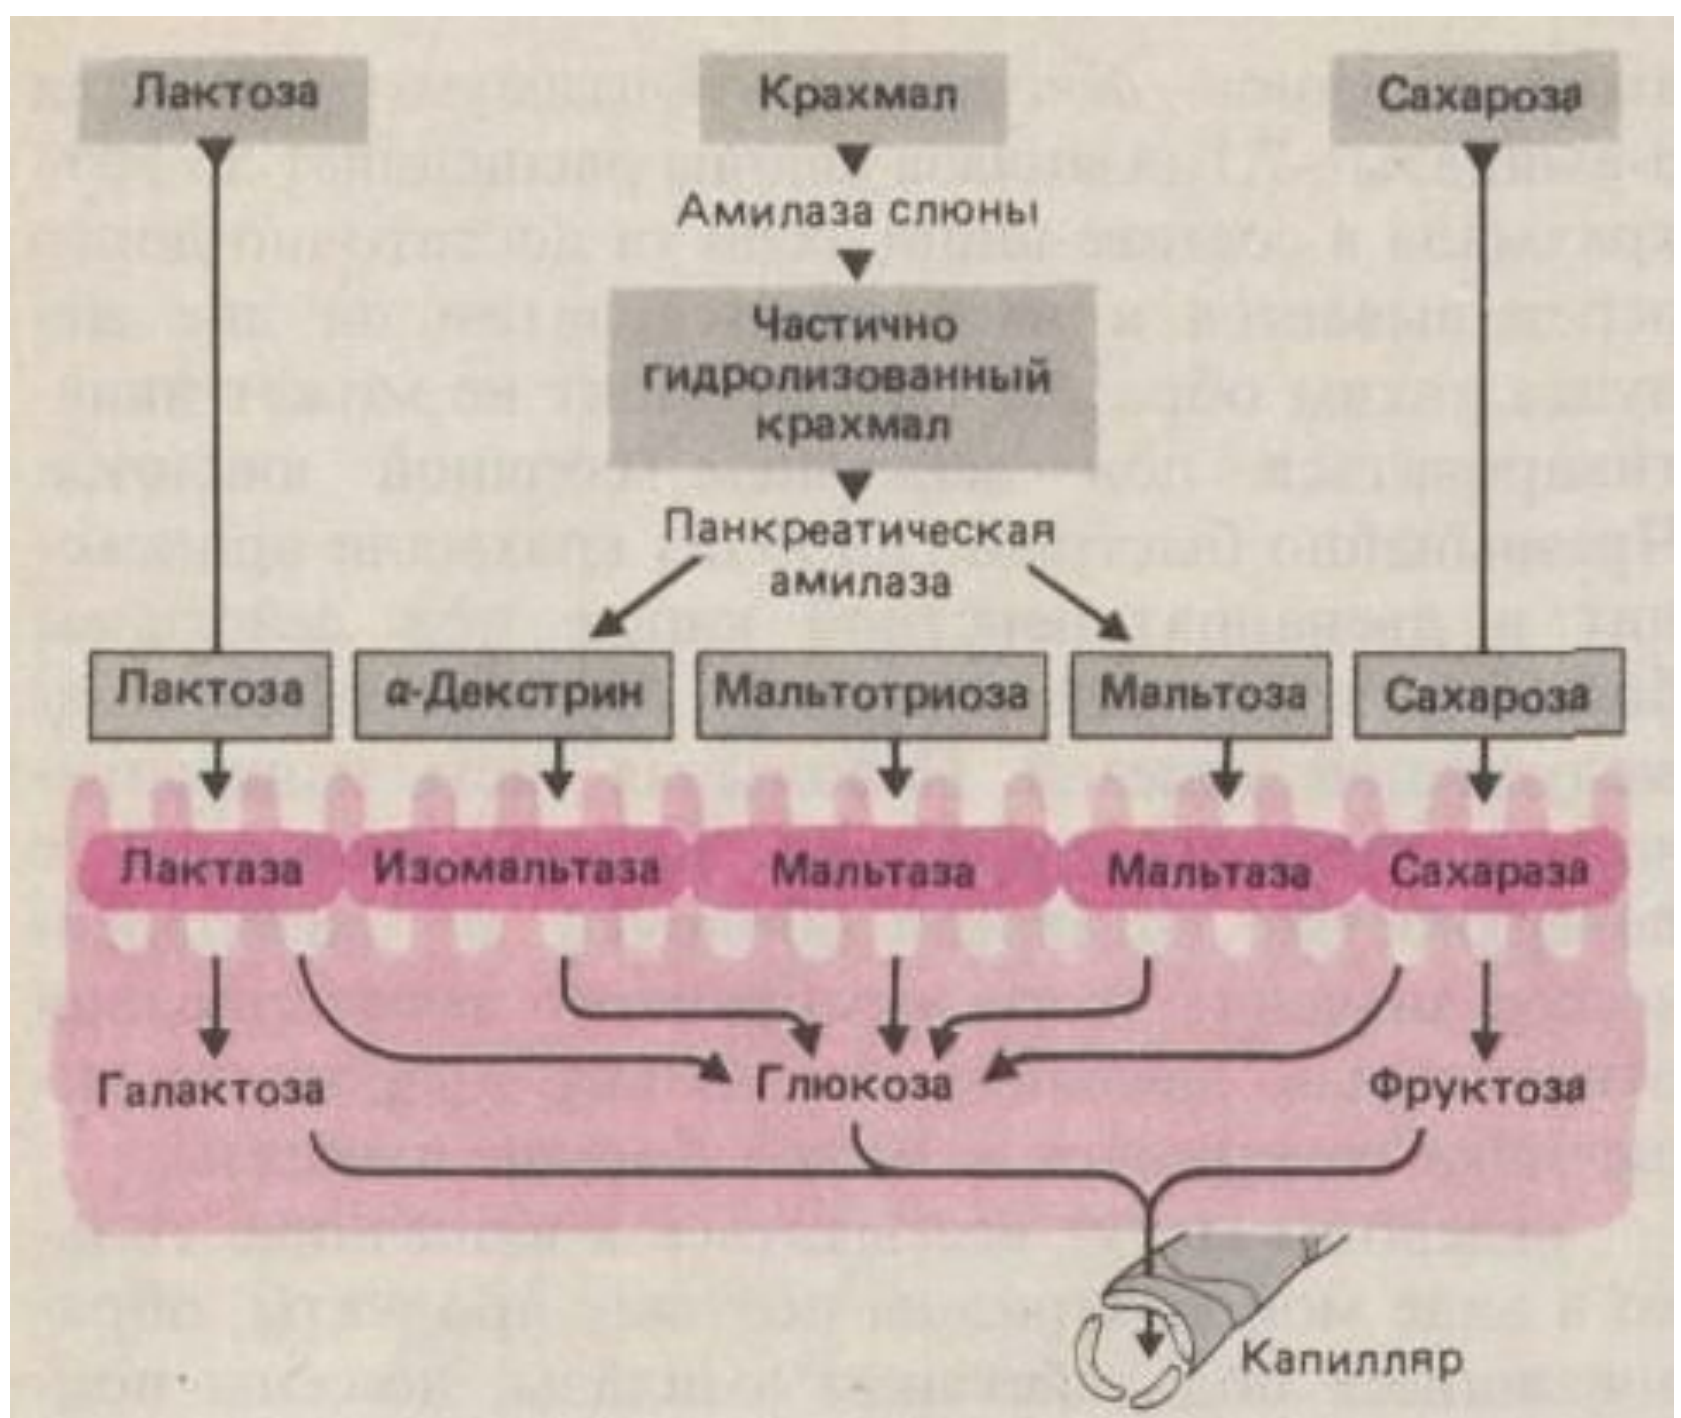 Лактоза
Крахмал
Сахароза
Амилаза слюны
Частично
гидролизованный
крахмал
Панкреатическая
амилаза
Лактоза
α-Декстрин
Мальтотриоза
Мальтоза
Сахароза
Лактаза
Изомальтаза
Мальтаза
Мальтаза
Сахараза
Галактоза
Глюкоза
Фруктоза
Капилляр